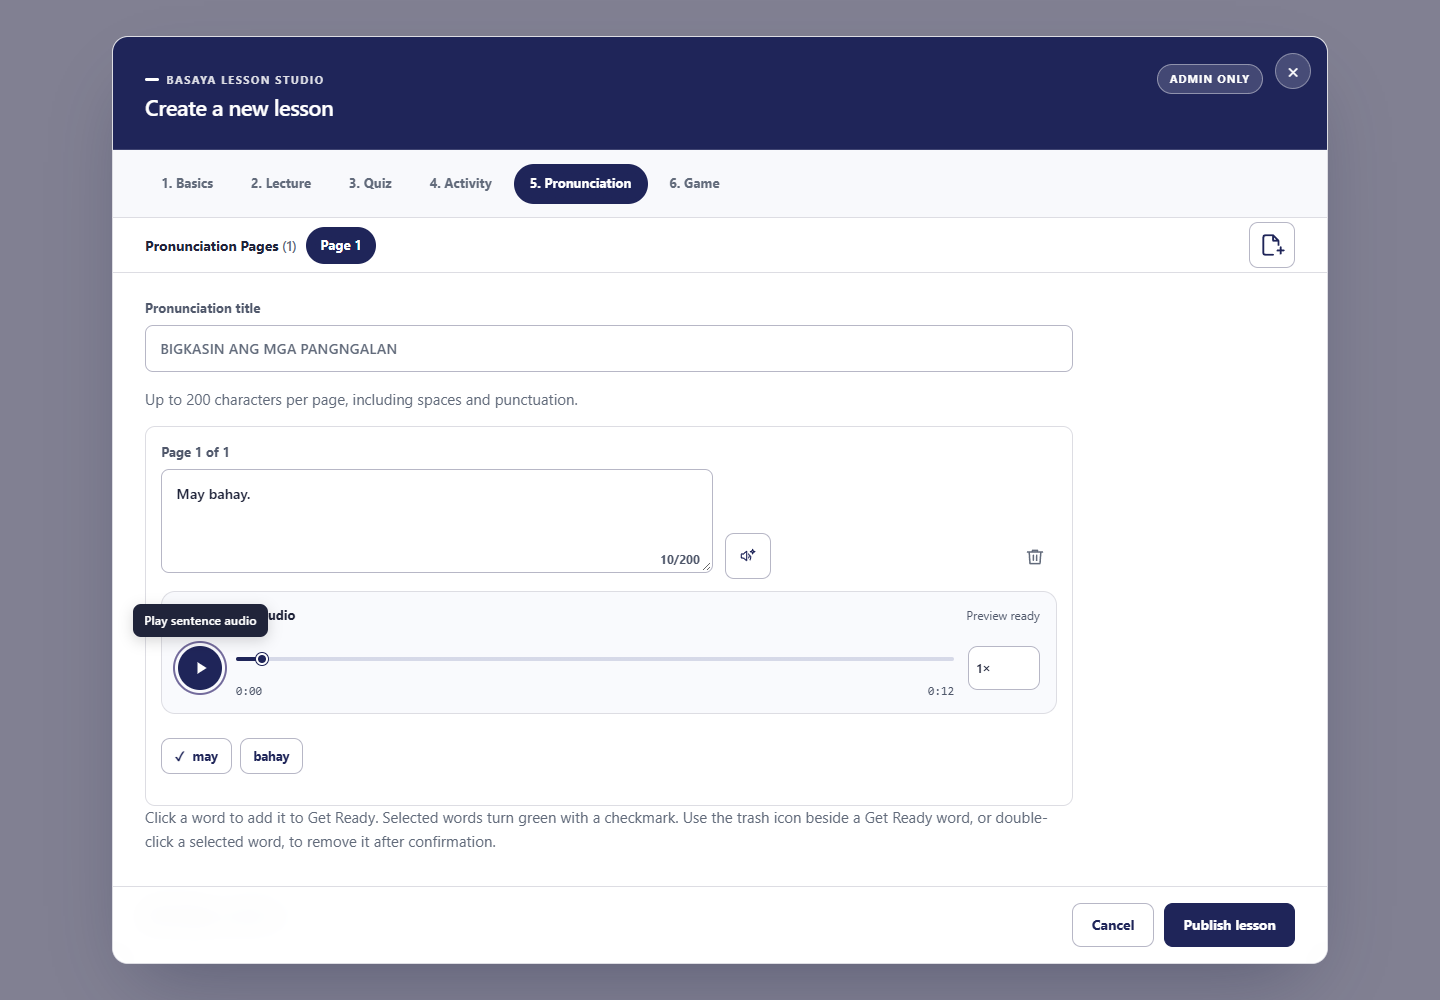 BASAYA LESSON STUDIO
Create a new lesson
ADMIN ONLY
1. Basics
2. Lecture
3. Quiz
4. Activity
5. Pronunciation
6. Game
Pronunciation Pages (1)
Page 1
Pronunciation title
BIGKASIN ANG MGA PANGNGALAN
Up to 200 characters per page, including spaces and punctuation.
Page 1 of 1
May bahay.
10/200
Play sentence audio
Preview ready
0:00
0:12
1×
✓ may
bahay
Click a word to add it to Get Ready. Selected words turn green with a checkmark. Use the trash icon beside a Get Ready word, or double-
click a selected word, to remove it after confirmation.
Cancel
Publish lesson